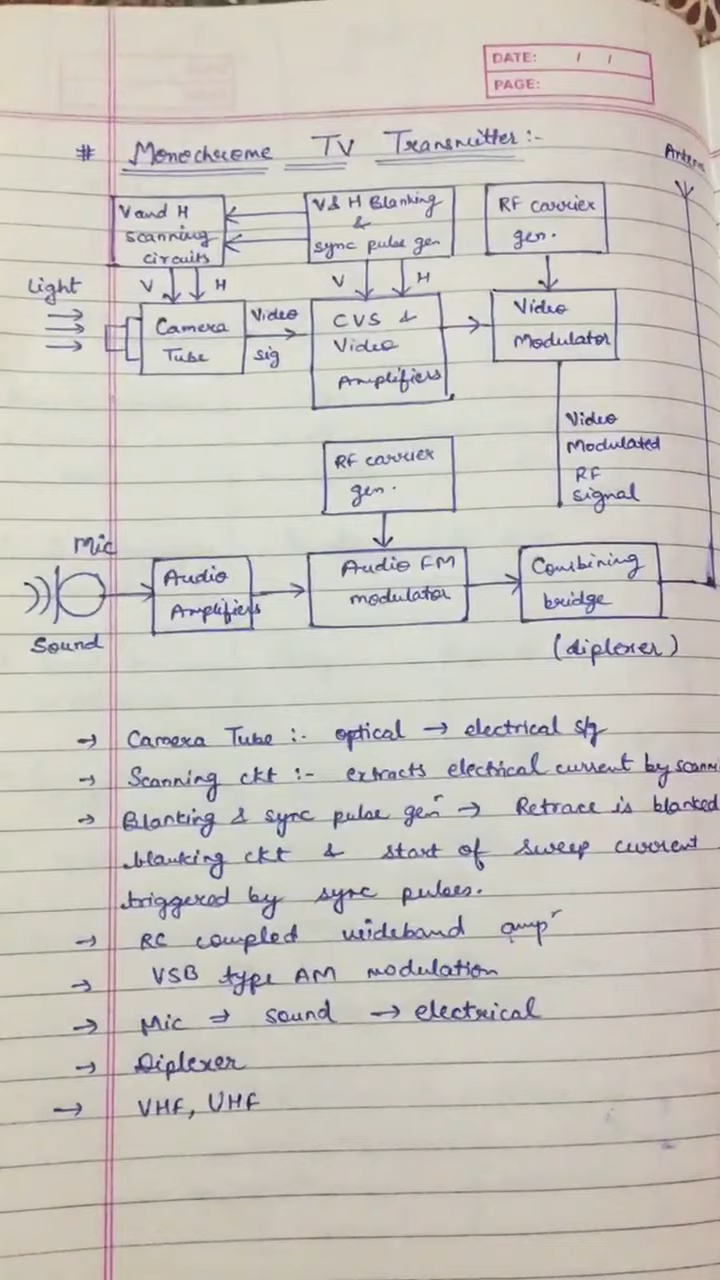 DATE: / /
PAGE:
# Monochrome TV Transmitter:-
Antenn
V and H
scanning
circuits
V& H Blanking
&
sync pulse gen
RF carrier
gen.
V H
V H
Light
Camera
Tube
Video
sig
CVS &
Video
Amplifiers
Video
Modulator
Video
Modulated
RF
signal
RF carrier
gen.
Mic
Sound
Audio
Amplifiers
Audio FM
modulator
Combining
bridge
(diplexer)
→ Camera Tube :- optical → electrical s/g
→ Scanning ckt :- extracts electrical current by scann
→ Blanking & sync pulse genr → Retrace is blanked
blanking ckt & start of sweep current
triggered by sync pulses.
→ RC coupled wideband ampr
→ VSB type AM modulation
→ Mic → sound → electrical
→ Diplexer
→ VHF, UHF